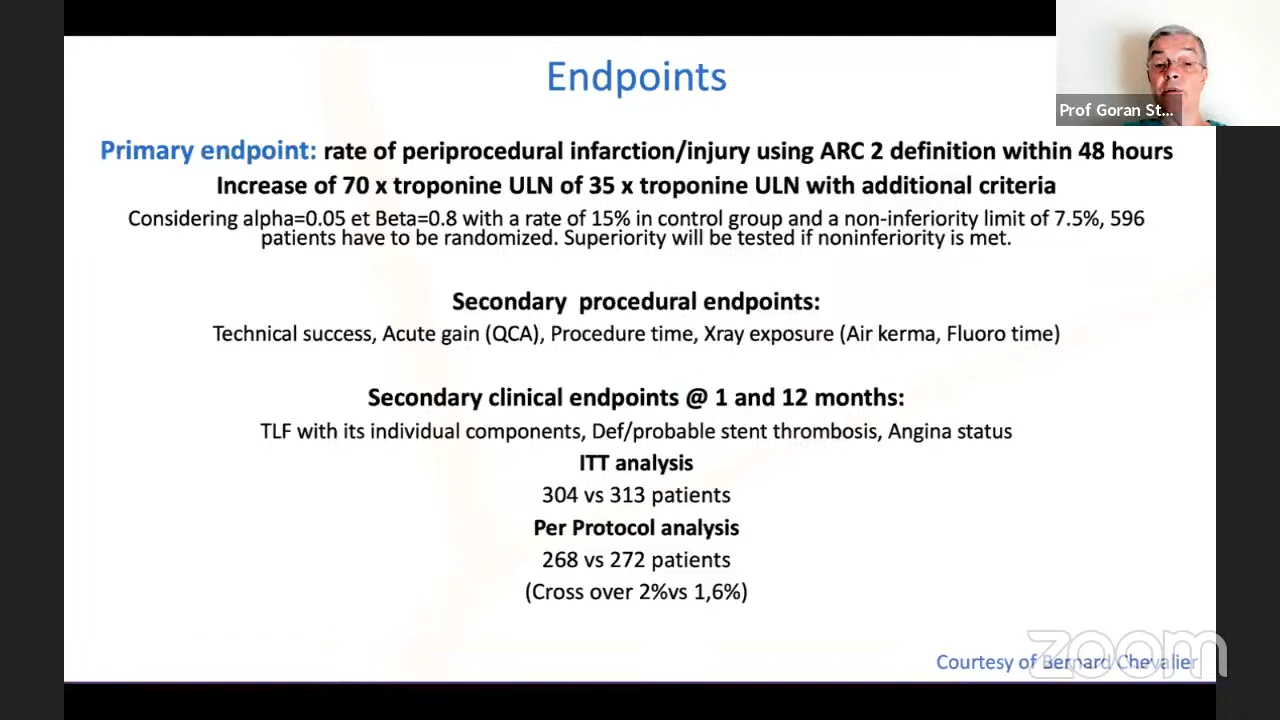 Endpoints
Prof Goran St...
Primary endpoint: rate of periprocedural infarction/injury using ARC 2 definition within 48 hours
Increase of 70 x troponine ULN of 35 x troponine ULN with additional criteria
Considering alpha=0.05 et Beta=0.8 with a rate of 15% in control group and a non-inferiority limit of 7.5%, 596
patients have to be randomized. Superiority will be tested if noninferiority is met.
Secondary procedural endpoints:
Technical success, Acute gain (QCA), Procedure time, Xray exposure (Air kerma, Fluoro time)
Secondary clinical endpoints @ 1 and 12 months:
TLF with its individual components, Def/probable stent thrombosis, Angina status
ITT analysis
304 vs 313 patients
Per Protocol analysis
268 vs 272 patients
(Cross over 2%vs 1,6%)
Courtesy of Bernard Chevalier
zoom